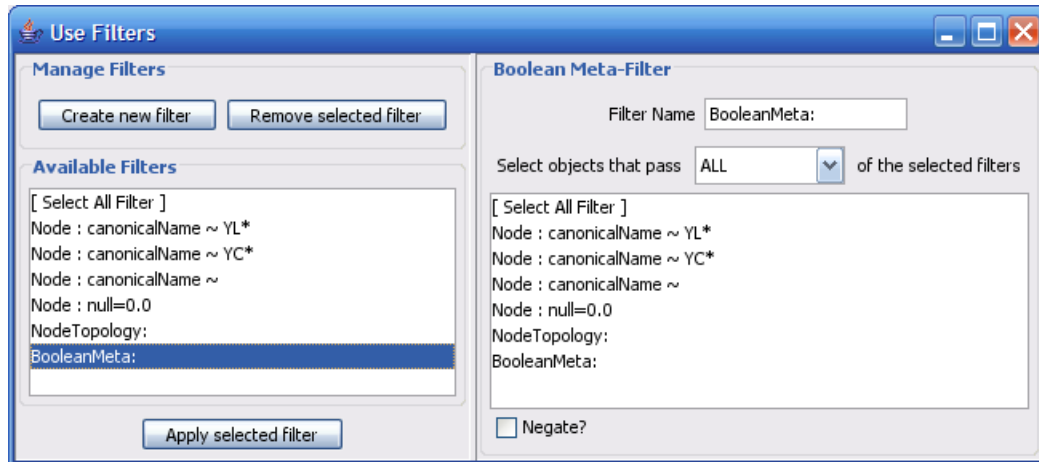 Use Filters
Manage Filters
Create new filter
Remove selected filter
Available Filters
[ Select All Filter ]
Node : canonicalName ~ YL*
Node : canonicalName ~ YC*
Node : canonicalName ~
Node : null=0.0
NodeTopology:
BooleanMeta:
Apply selected filter
Boolean Meta-Filter
Filter Name BooleanMeta:
Select objects that pass ALL of the selected filters
[ Select All Filter ]
Node : canonicalName ~ YL*
Node : canonicalName ~ YC*
Node : canonicalName ~
Node : null=0.0
NodeTopology:
BooleanMeta:
Negate?